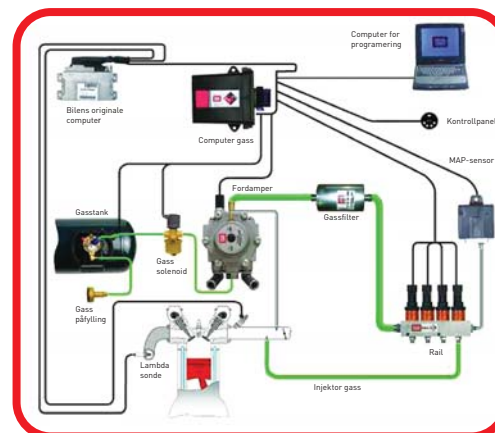 Computer for
programering
Bilens originale
computer
Computer gass
Kontrollpanel
MAP-sensor
Fordamper
Gasstank
Gassfilter
Gass
solenoid
Gass
påfylling
Lambda
sonde
Rail
Injektor gass